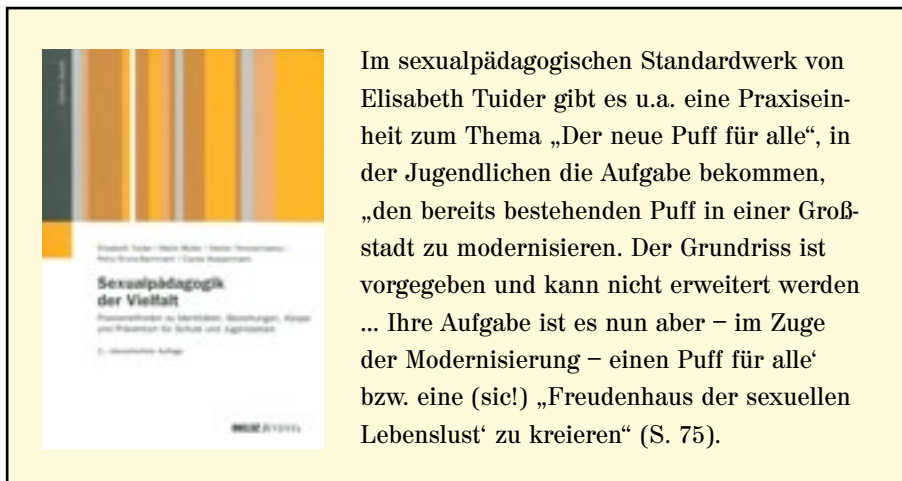 Im sexualpädagogischen Standardwerk von
Elisabeth Tuider gibt es u.a. eine Praxisein-
heit zum Thema „Der neue Puff für alle“, in
der Jugendlichen die Aufgabe bekommen,
„den bereits bestehenden Puff in einer Groß-
stadt zu modernisieren. Der Grundriss ist
vorgegeben und kann nicht erweitert werden
... Ihre Aufgabe ist es nun aber – im Zuge
der Modernisierung – einen Puff für alle‘
bzw. eine (sic!) „Freudenhaus der sexuellen
Lebenslust‘ zu kreieren“ (S. 75).
Sexualpädagogik
der Vielfalt